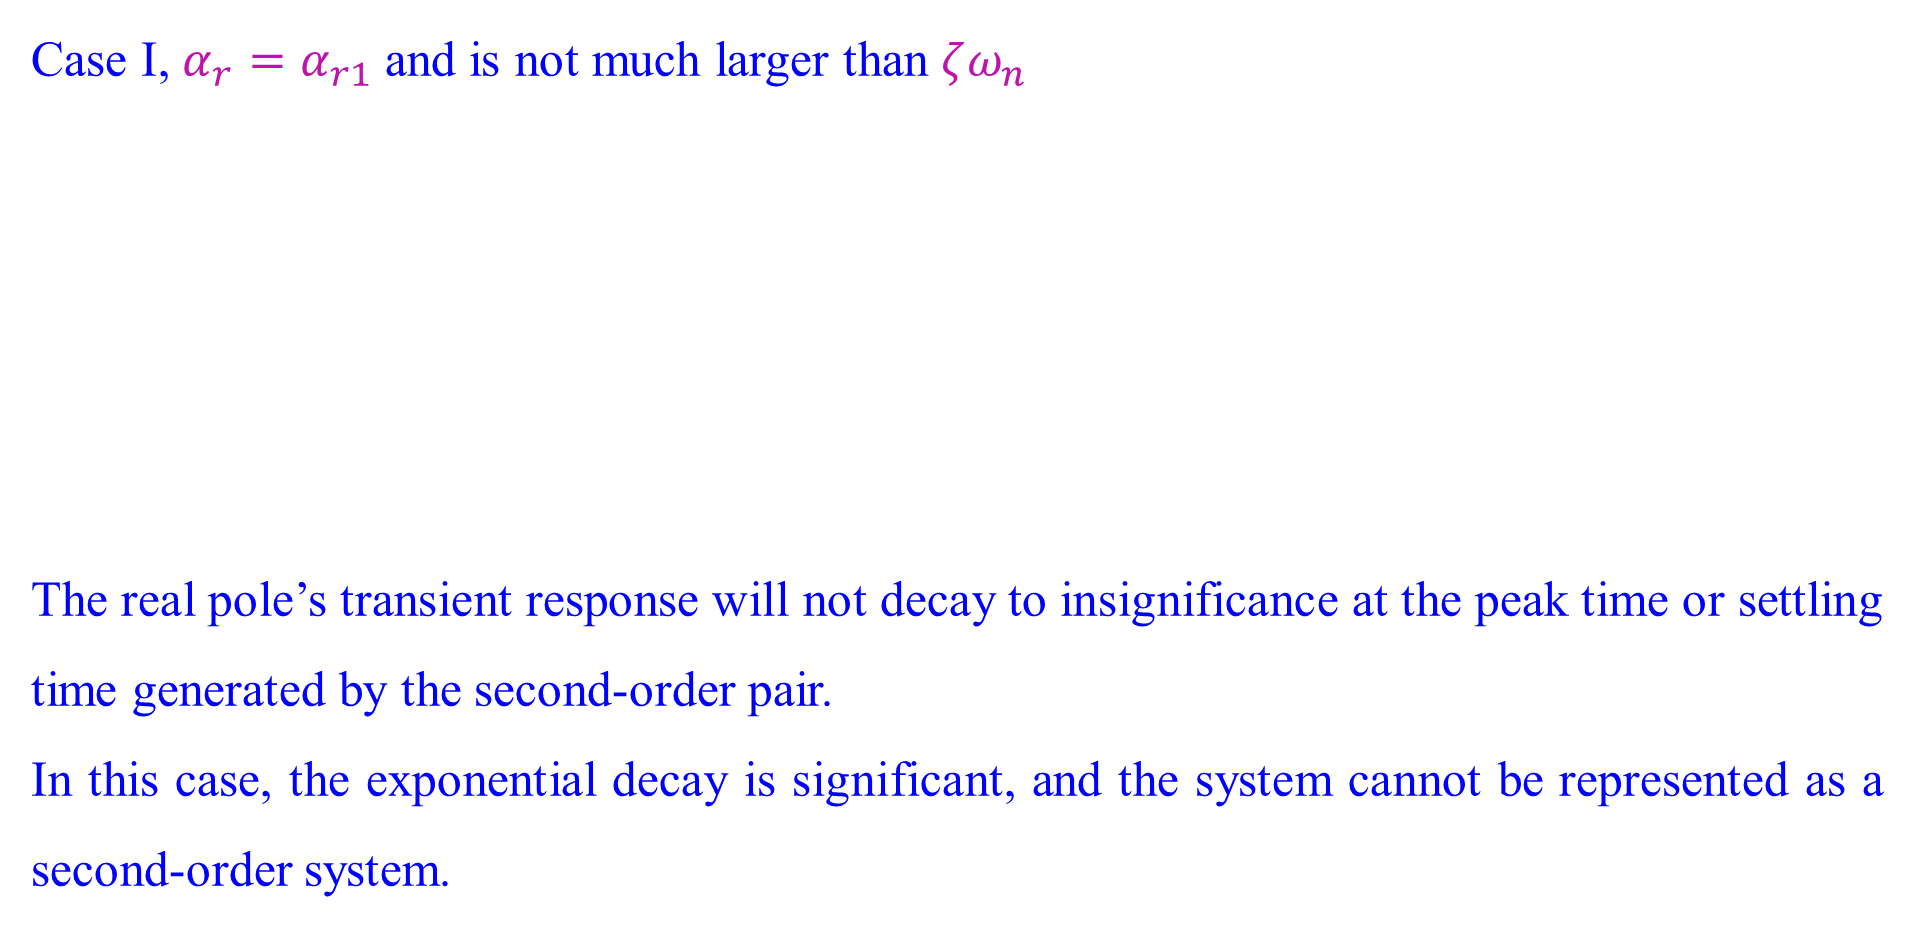 Case I, αᵣ = αᵣ₁ and is not much larger than ζωₙ
The real pole’s transient response will not decay to insignificance at the peak time or settling
time generated by the second-order pair.
In this case, the exponential decay is significant, and the system cannot be represented as a
second-order system.